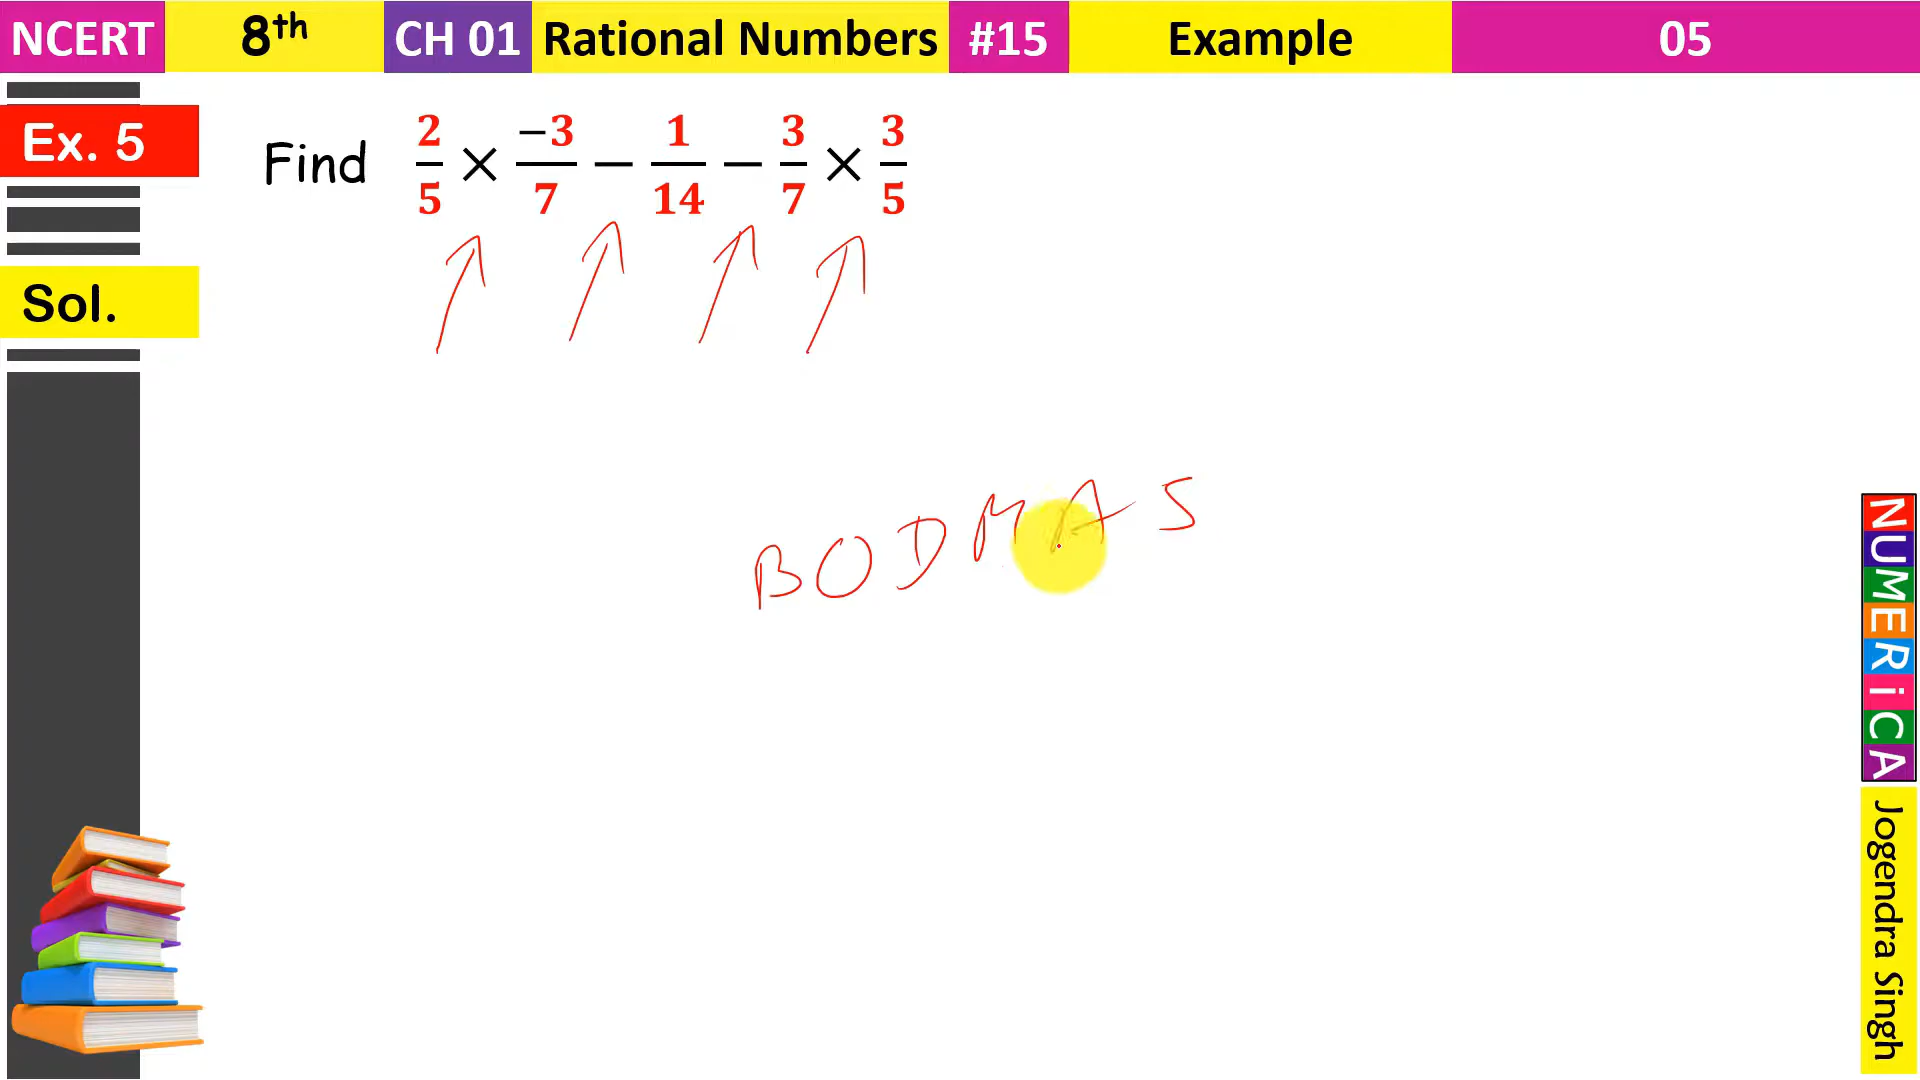 NCERT 8th CH 01 Rational Numbers #15 Example 05
Ex. 5 Find 2/5 × −3/7 − 1/14 − 3/7 × 3/5
Sol.
BODMAS
NUMERiCA
Jogendra Singh